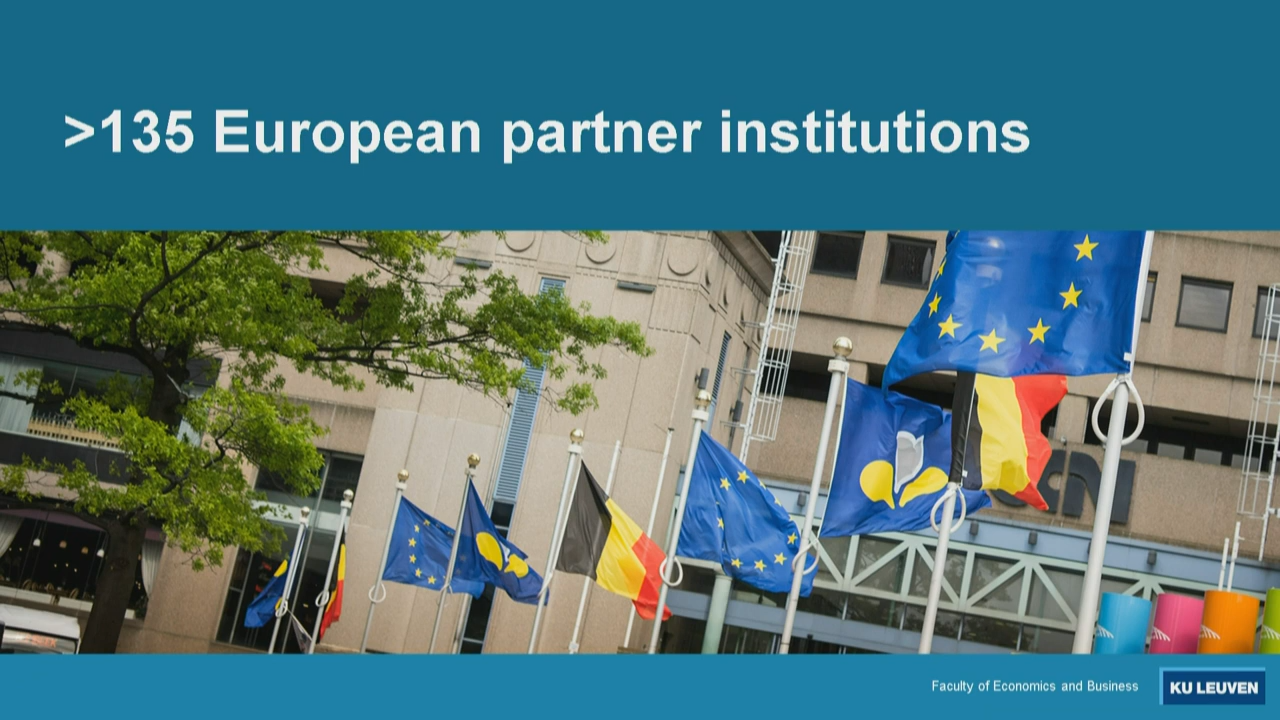 >135 European partner institutions
Faculty of Economics and Business
KU LEUVEN